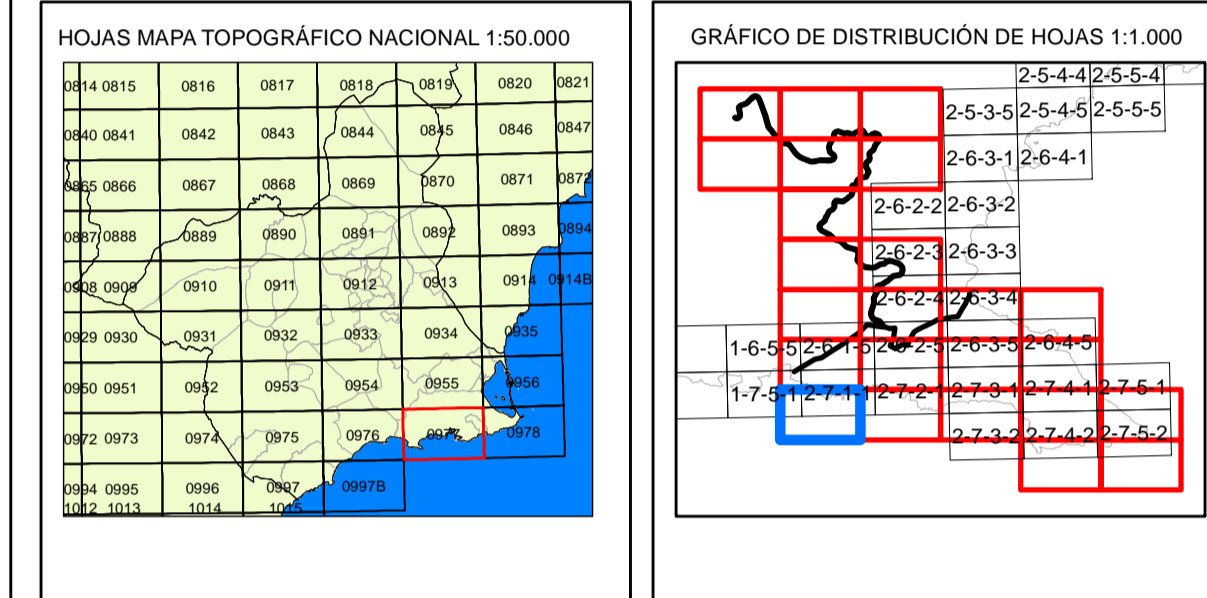 HOJAS MAPA TOPOGRÁFICO NACIONAL 1:50.000
0814 0815 0816 0817 0818 0819 0820 0821
0840 0841 0842 0843 0844 0845 0846 0847
0865 0866 0867 0868 0869 0870 0871 0872
0887 0888 0889 0890 0891 0892 0893 0894
0908 0909 0910 0911 0912 0913 0914 0914B
0929 0930 0931 0932 0933 0934 0935
0950 0951 0952 0953 0954 0955 0956
0972 0973 0974 0975 0976 0977 0978
0994 0995 0996 0997 0997B
1012 1013 1014 1015
GRÁFICO DE DISTRIBUCIÓN DE HOJAS 1:1.000
2-5-4-4 2-5-5-4
2-5-3-5 2-5-4-5 2-5-5-5
2-6-3-1 2-6-4-1
2-6-2-2 2-6-3-2
2-6-2-3 2-6-3-3
2-6-2-4 2-6-3-4
1-6-5-5 2-6-1-5 2-6-2-5 2-6-3-5 2-6-4-5
1-7-5-1 2-7-1-1 2-7-2-1 2-7-3-1 2-7-4-1 2-7-5-1
2-7-3-2 2-7-4-2 2-7-5-2